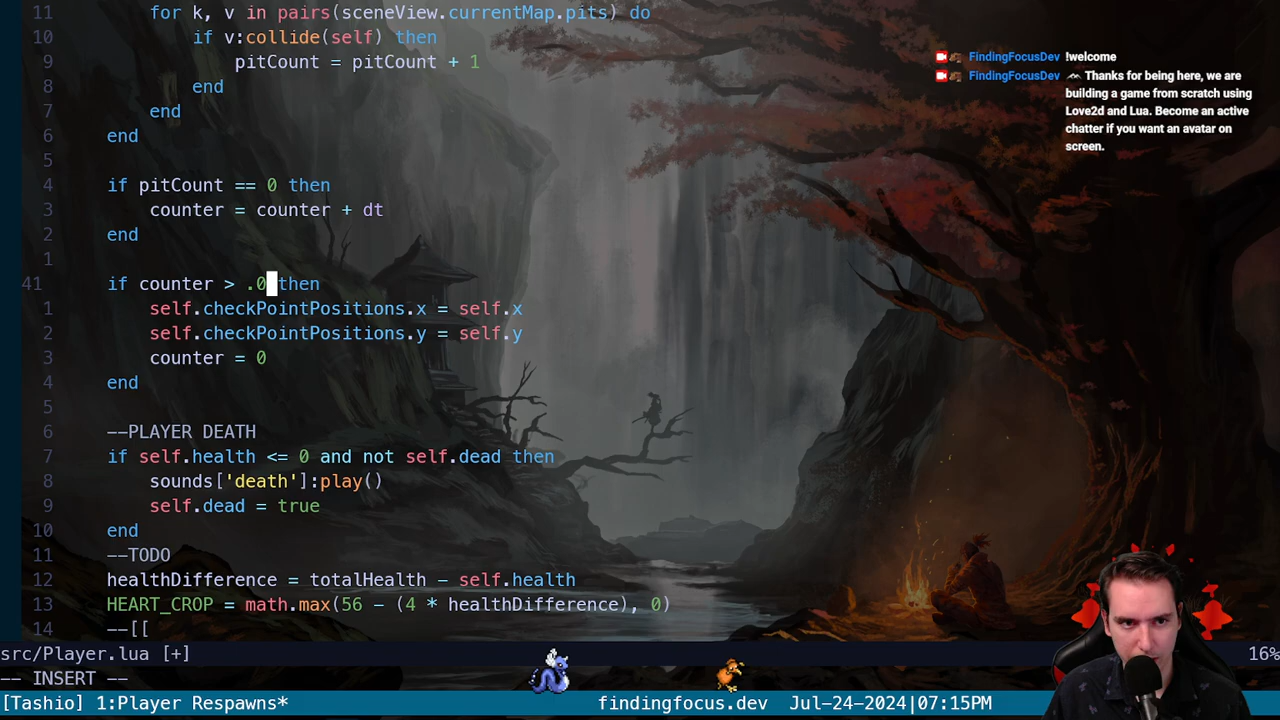 11 for k, v in pairs(sceneView.currentMap.pits) do
10 if v:collide(self) then
9 pitCount = pitCount + 1
8 end
7 end
6 end
5
4 if pitCount == 0 then
3 counter = counter + dt
2 end
1
41 if counter > .0 then
1 self.checkPointPositions.x = self.x
2 self.checkPointPositions.y = self.y
3 counter = 0
4 end
5
6 --PLAYER DEATH
7 if self.health <= 0 and not self.dead then
8 sounds['death']:play()
9 self.dead = true
10 end
11 --TODO
12 healthDifference = totalHealth - self.health
13 HEART_CROP = math.max(56 - (4 * healthDifference), 0)
14 --[[
src/Player.lua [+] 16%
-- INSERT --
[Tashio] 1:Player Respawns* findingfocus.dev Jul-24-2024|07:15PM
FindingFocusDev !welcome
FindingFocusDev Thanks for being here, we are
building a game from scratch using
Love2d and Lua. Become an active
chatter if you want an avatar on
screen.